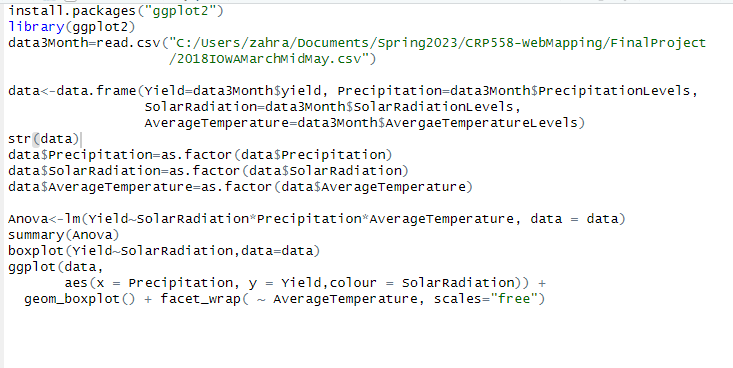 install.packages("ggplot2")
library(ggplot2)
data3Month=read.csv("C:/Users/zahra/Documents/Spring2023/CRP558-WebMapping/FinalProject
/2018IOWAMarchMidMay.csv")
data<-data.frame(Yield=data3Month$yield, Precipitation=data3Month$PrecipitationLevels,
SolarRadiation=data3Month$SolarRadiationLevels,
AverageTemperature=data3Month$AvergaeTemperatureLevels)
str(data)
data$Precipitation=as.factor(data$Precipitation)
data$SolarRadiation=as.factor(data$SolarRadiation)
data$AverageTemperature=as.factor(data$AverageTemperature)
Anova<-lm(Yield~SolarRadiation*Precipitation*AverageTemperature, data = data)
summary(Anova)
boxplot(Yield~SolarRadiation,data=data)
ggplot(data,
aes(x = Precipitation, y = Yield,colour = SolarRadiation)) +
geom_boxplot() + facet_wrap( ~ AverageTemperature, scales="free")